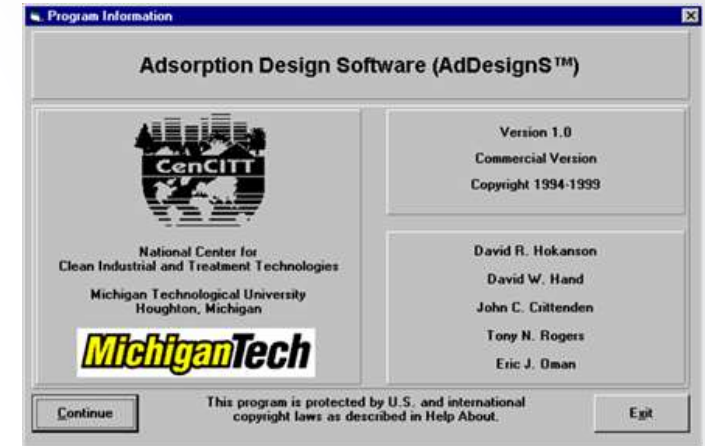 Program Information
Adsorption Design Software (AdDesignS™)
CenCITT
National Center for
Clean Industrial and Treatment Technologies
Michigan Technological University
Houghton, Michigan
MichiganTech
Version 1.0
Commercial Version
Copyright 1994-1999
David R. Hokanson
David W. Hand
John C. Crittenden
Tony N. Rogers
Eric J. Oman
Continue
This program is protected by U.S. and international
copyright laws as described in Help About.
Exit